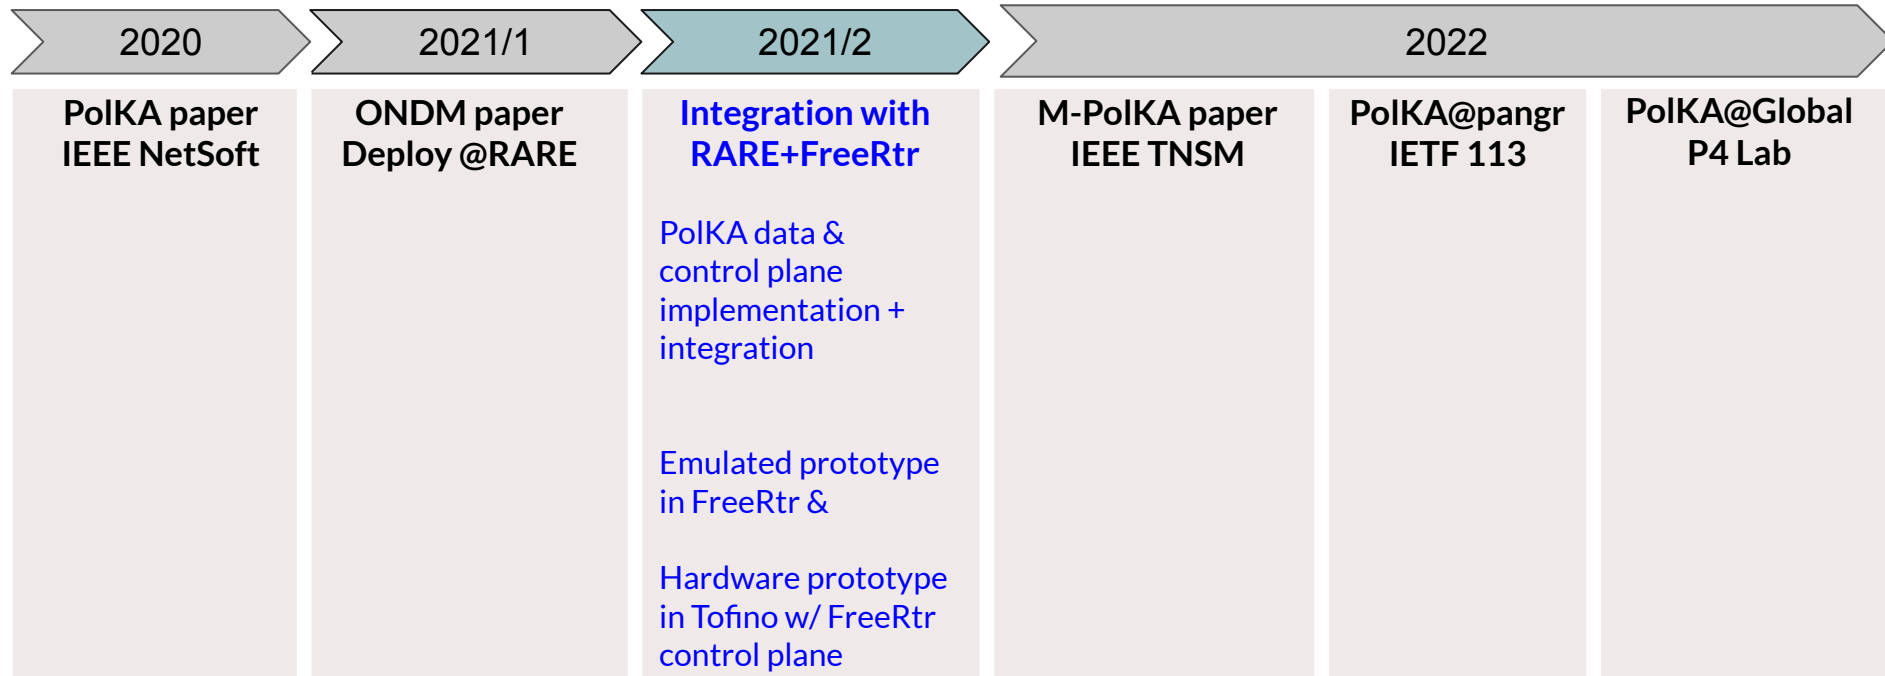 2020
2021/1
2021/2
2022
PolKA paper
IEEE NetSoft
ONDM paper
Deploy @RARE
Integration with
RARE+FreeRtr
PolKA data &
control plane
implementation +
integration
Emulated prototype
in FreeRtr &
Hardware prototype
in Tofino w/ FreeRtr
control plane
M-PolKA paper
IEEE TNSM
PolKA@pangr
IETF 113
PolKA@Global
P4 Lab